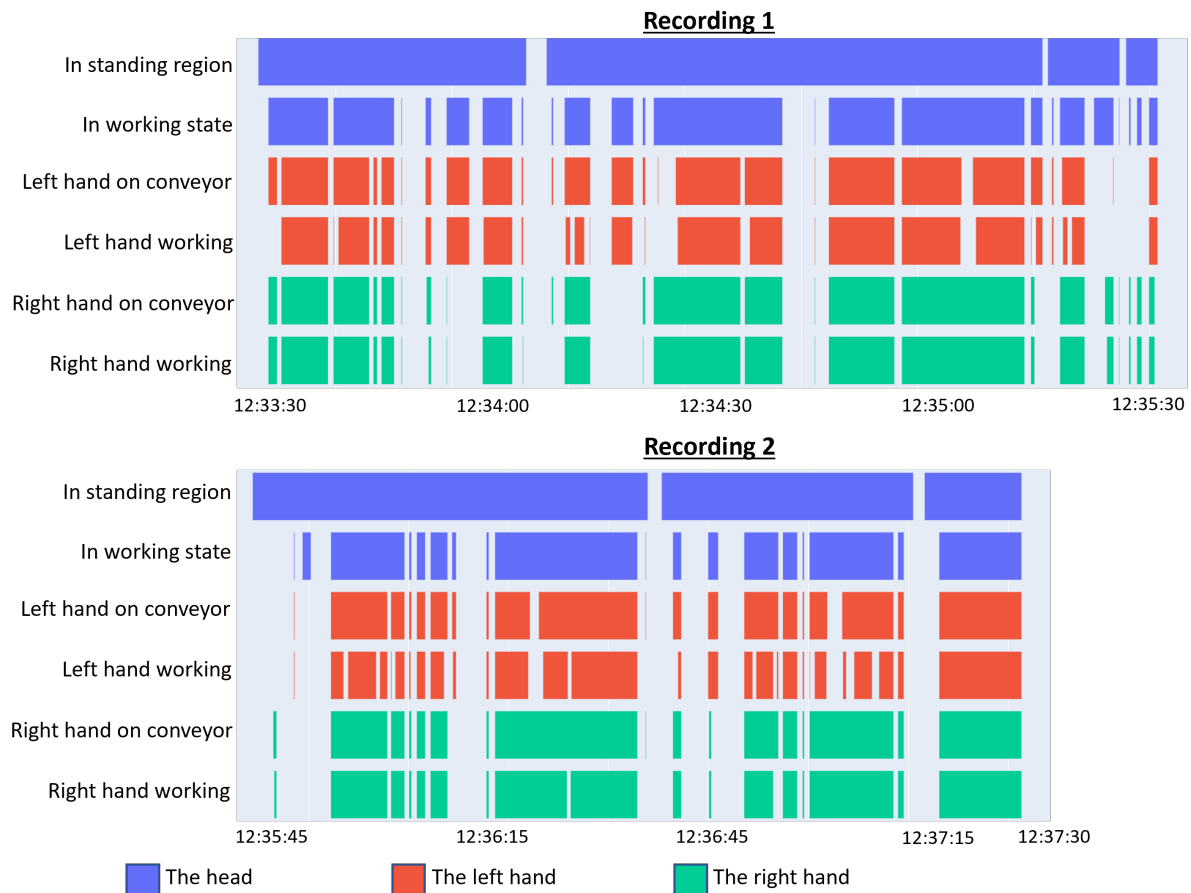 Recording 1
In standing region
In working state
Left hand on conveyor
Left hand working
Right hand on conveyor
Right hand working
12:33:30 12:34:00 12:34:30 12:35:00 12:35:30
Recording 2
In standing region
In working state
Left hand on conveyor
Left hand working
Right hand on conveyor
Right hand working
12:35:45 12:36:15 12:36:45 12:37:15 12:37:30
The head The left hand The right hand